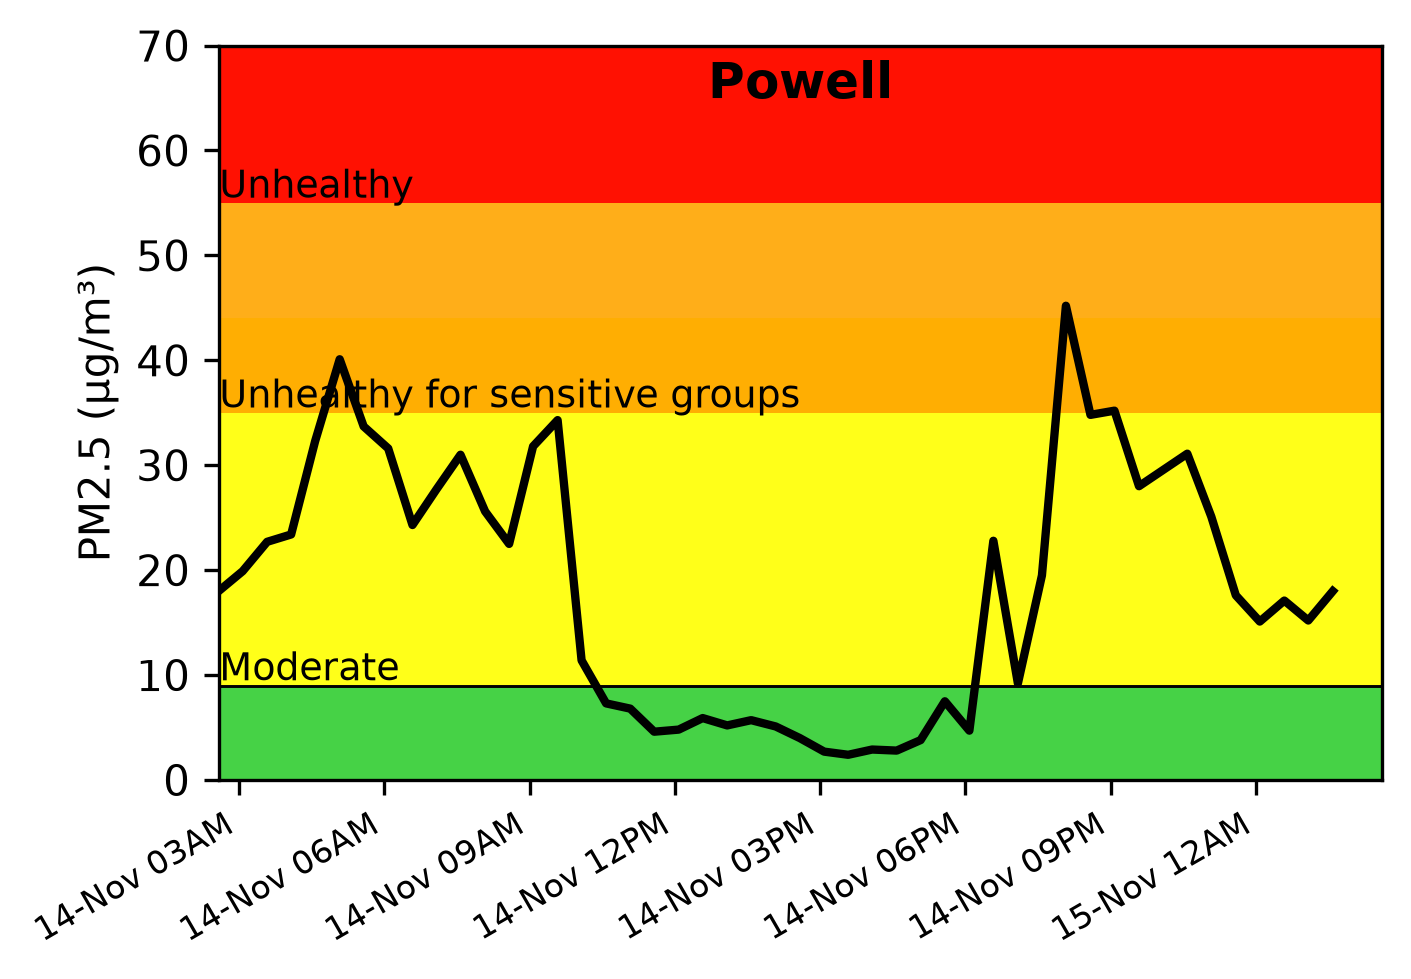 Powell
PM2.5 (µg/m³)
70
60
Unhealthy
50
40
Unhealthy for sensitive groups
30
20
Moderate
10
0
14-Nov 03AM
14-Nov 06AM
14-Nov 09AM
14-Nov 12PM
14-Nov 03PM
14-Nov 06PM
14-Nov 09PM
15-Nov 12AM